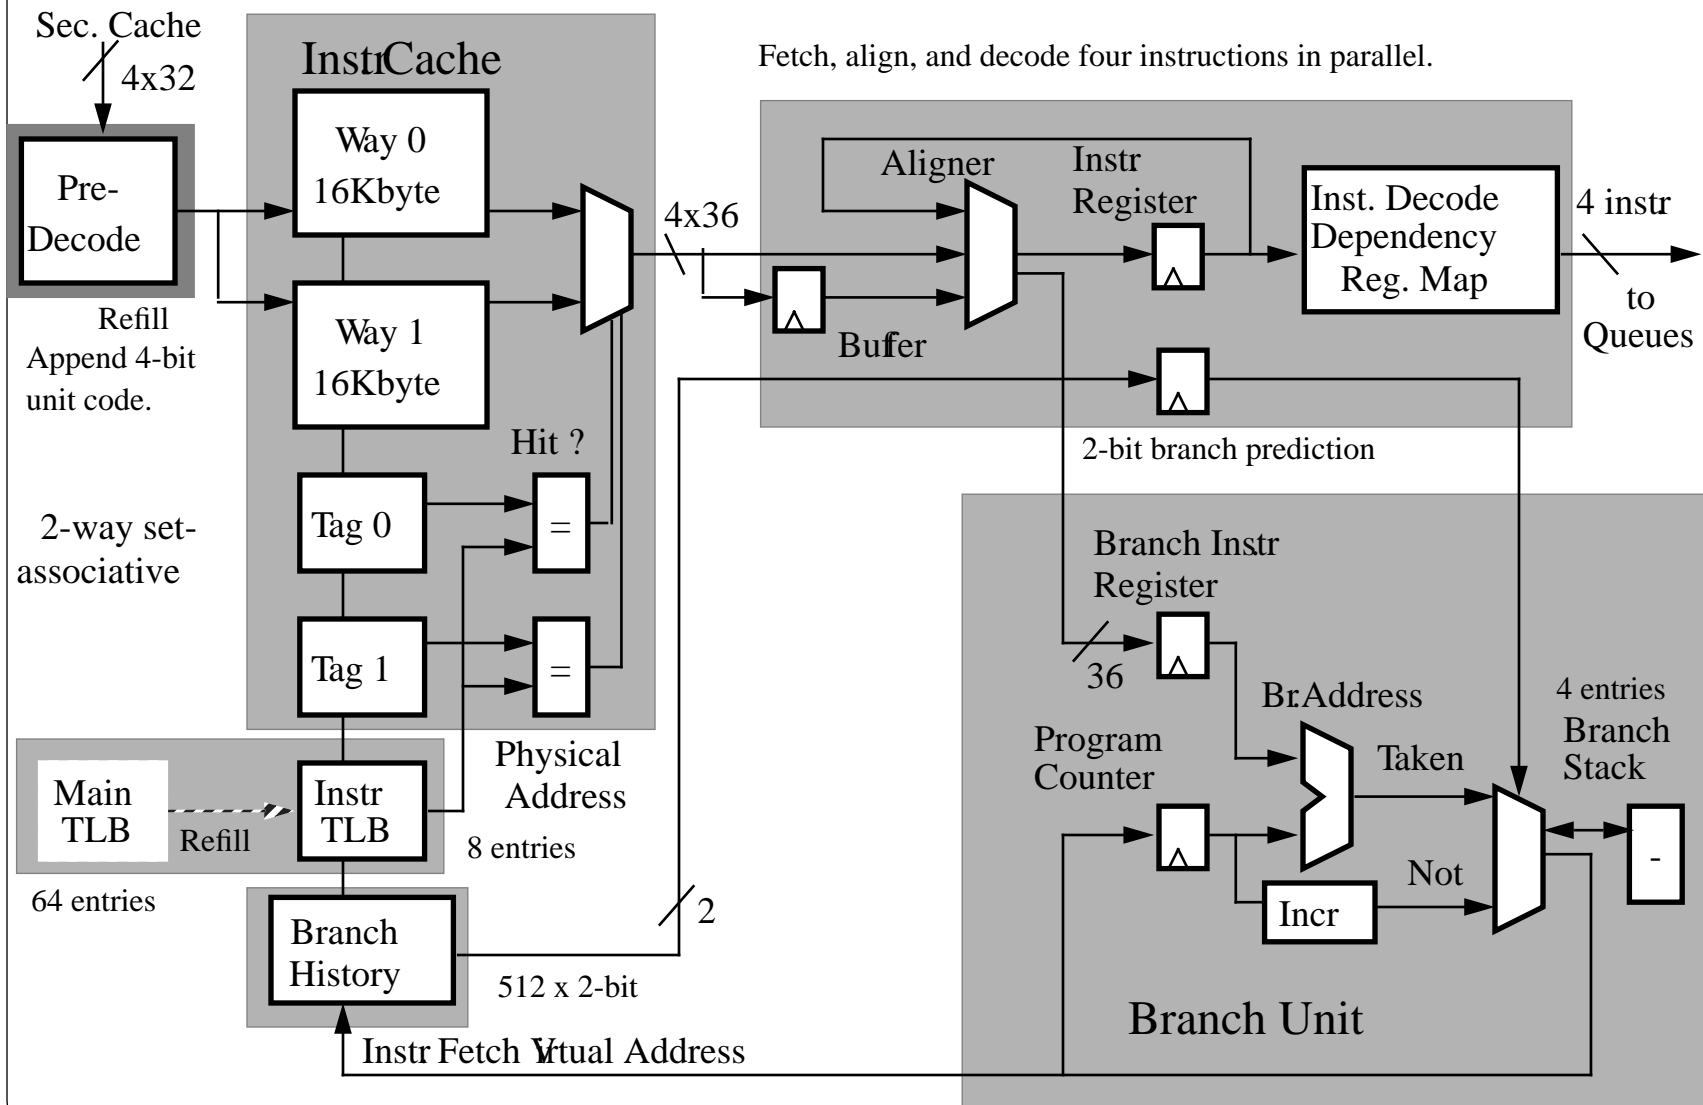 Sec. Cache
4x32
Instr. Cache
Fetch, align, and decode four instructions in parallel.
Pre-
Decode
Way 0
16Kbyte
Way 1
16Kbyte
4x36
Aligner
Instr
Register
Inst. Decode
Dependency
Reg. Map
4 instr.
to
Queues
Refill
Append 4-bit
unit code.
Buffer
2-bit branch prediction
Hit ?
2-way set-
associative
Tag 0
=
Tag 1
=
Branch Instr.
Register
36
Br. Address
4 entries
Branch
Stack
Program
Counter
Taken
Not
Incr
-
Physical
Address
Main
TLB
Refill
Instr
TLB
8 entries
64 entries
Branch
History
2
512 x 2-bit
Branch Unit
Instr. Fetch Virtual Address